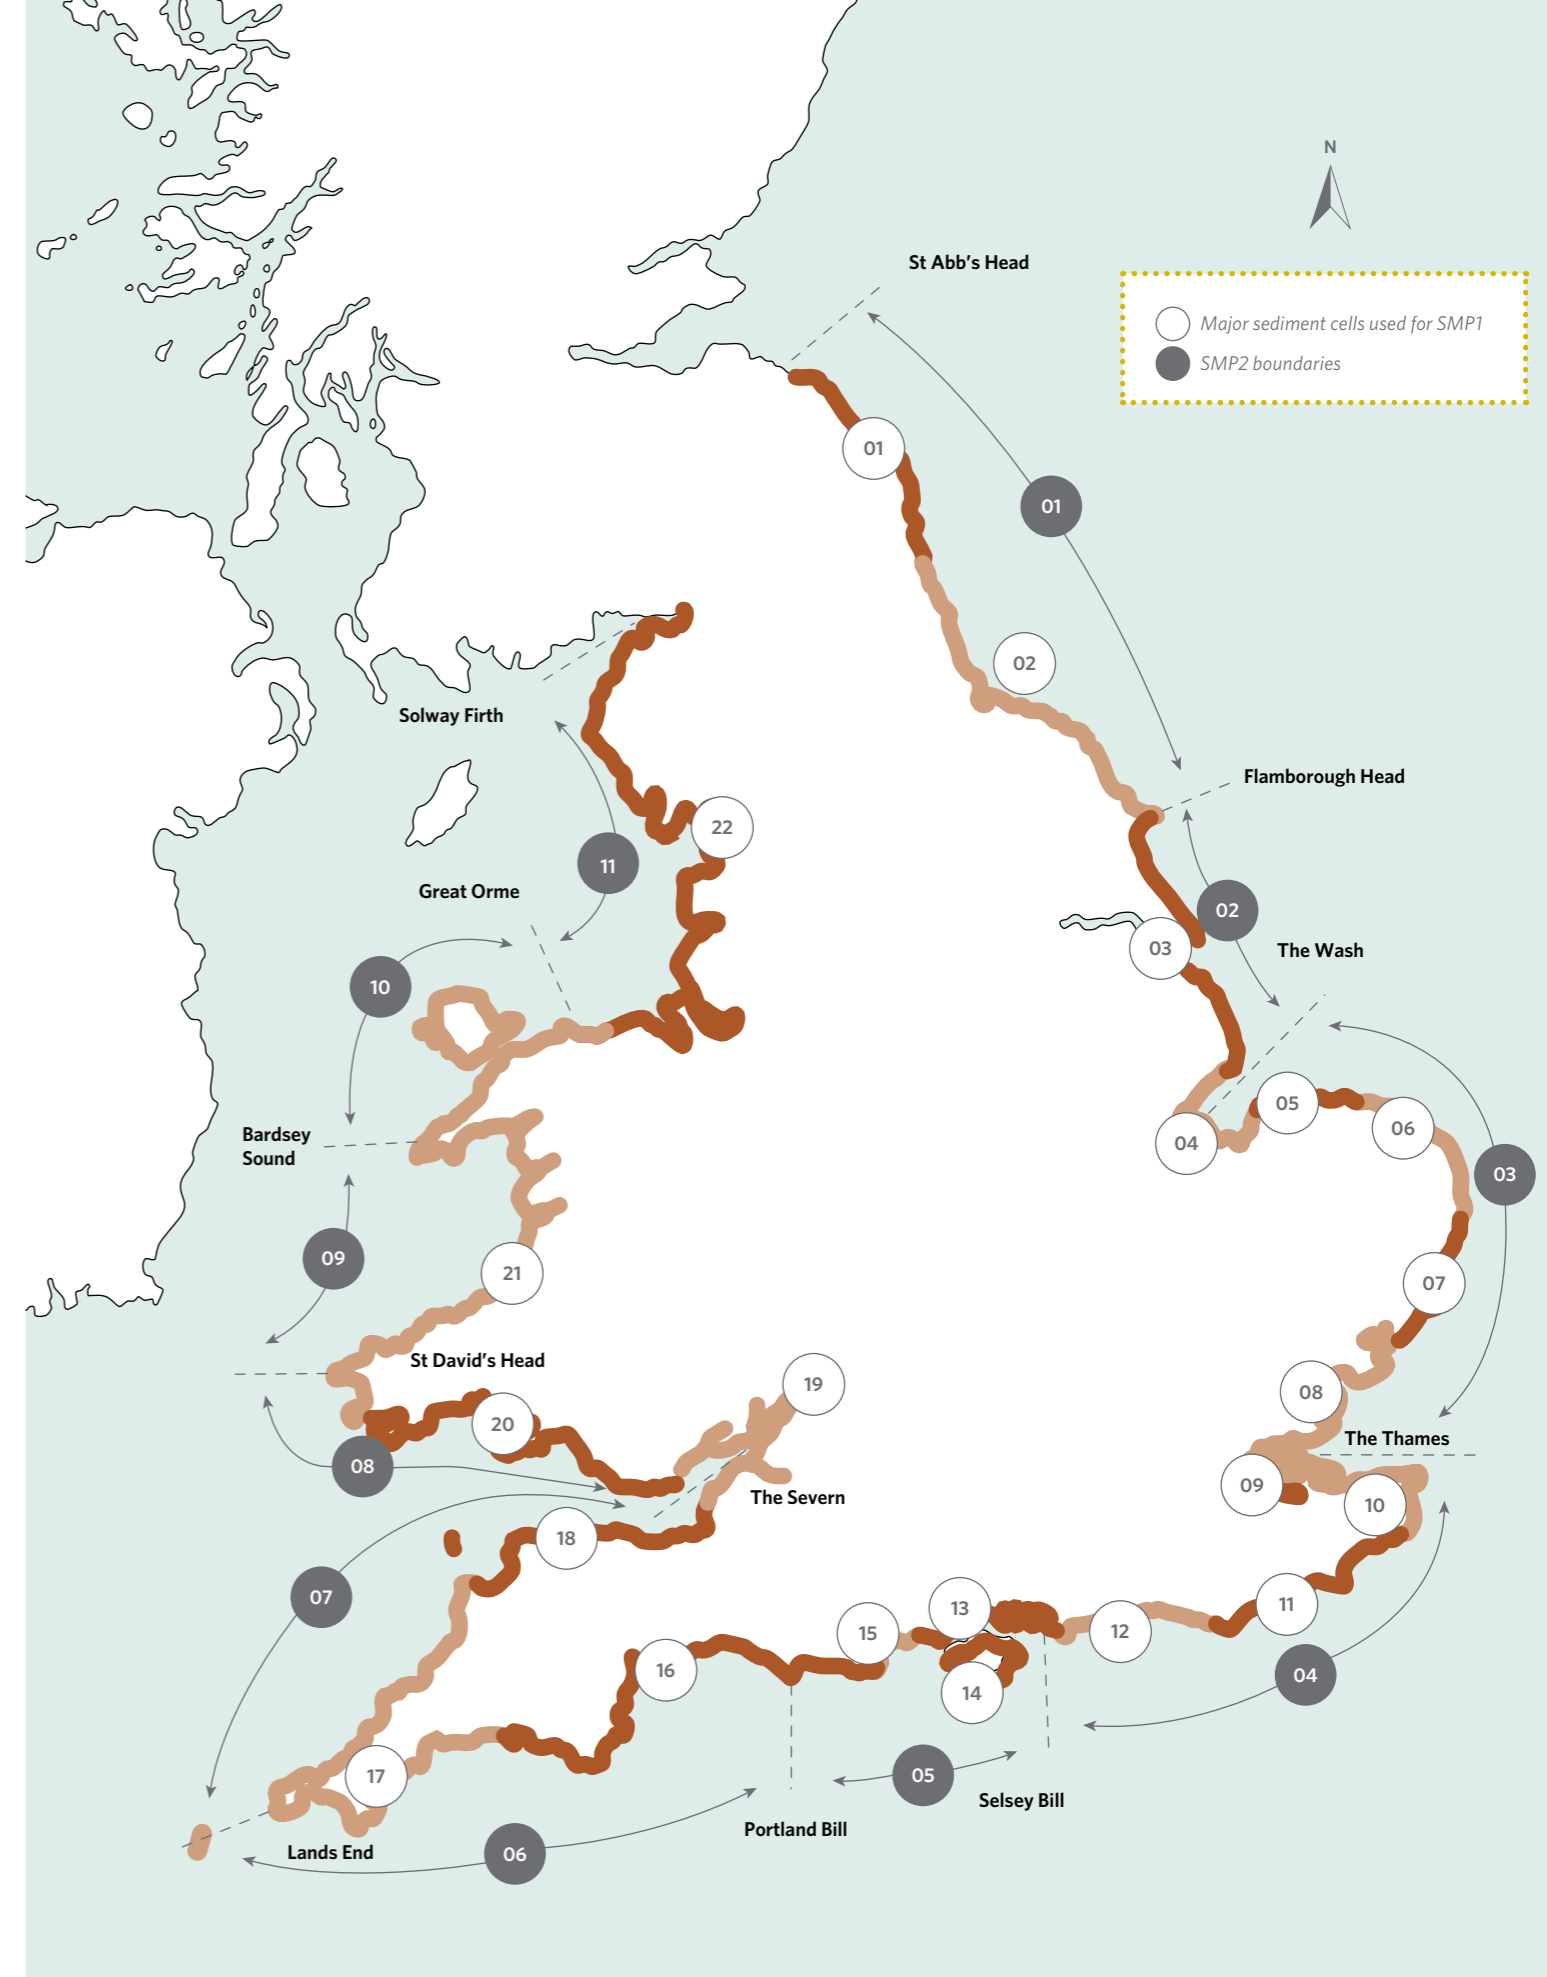 N
St Abb's Head
Major sediment cells used for SMP1
SMP2 boundaries
01
01
02
Solway Firth
Flamborough Head
22
11
Great Orme
02
03
The Wash
10
05
04
06
Bardsey
Sound
03
09
21
07
St David's Head
19
08
20
The Thames
08
09
The Severn
10
18
07
11
13
12
15
16
04
14
17
05
Selsey Bill
Portland Bill
Lands End
06